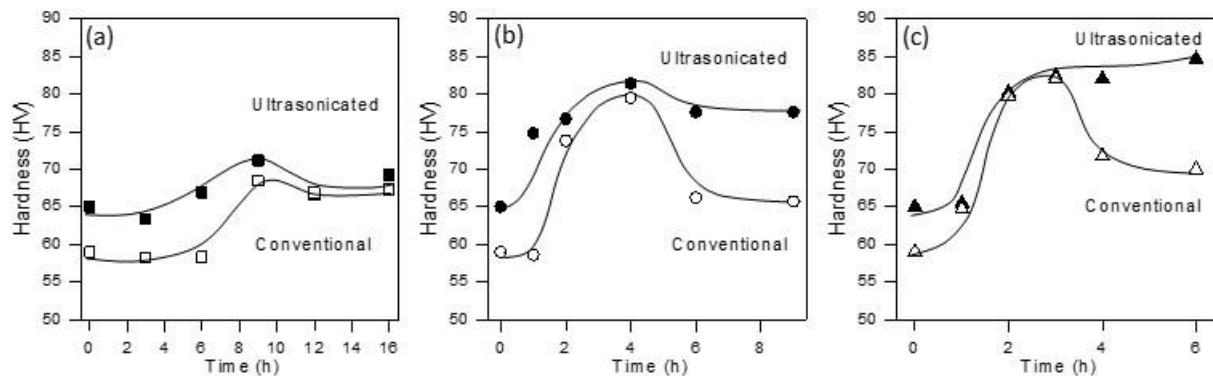 (a)
Hardness (HV)
90
85
80
75
70
65
60
55
50
Ultrasonicated
Conventional
0 2 4 6 8 10 12 14 16
Time (h)
(b)
Hardness (HV)
90
85
80
75
70
65
60
55
50
Ultrasonicated
Conventional
0 2 4 6 8
Time (h)
(c)
Hardness (HV)
90
85
80
75
70
65
60
55
50
Ultrasonicated
Conventional
0 2 4 6
Time (h)